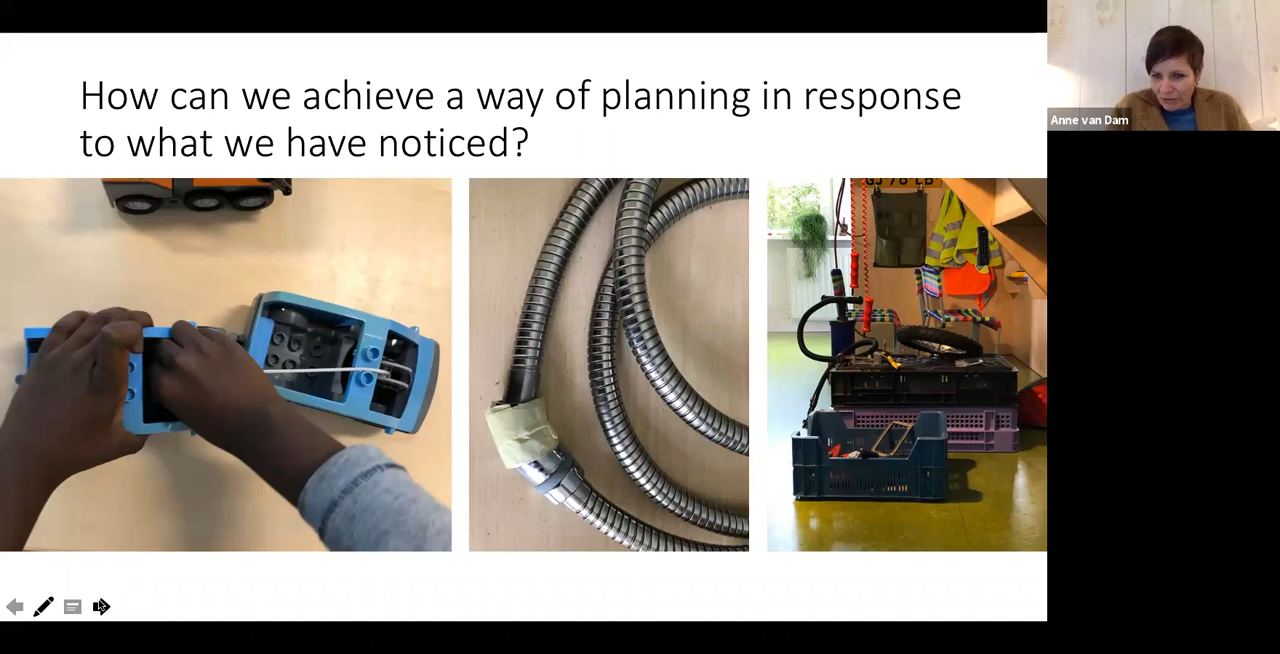 How can we achieve a way of planning in response
to what we have noticed?
Anne van Dam